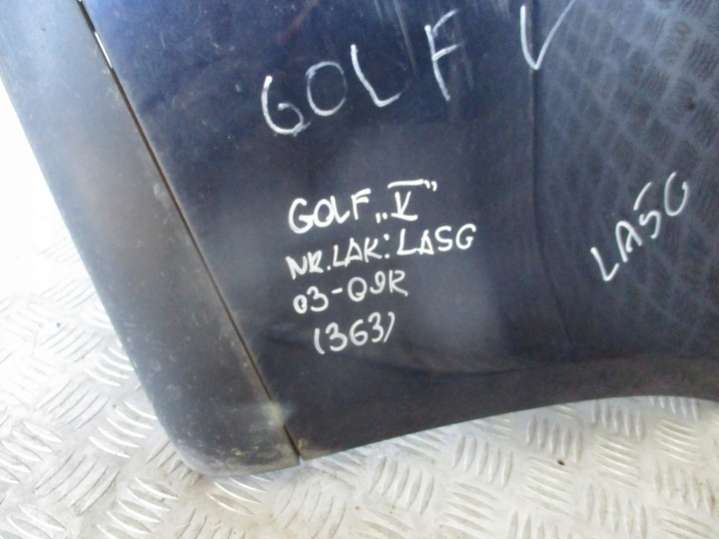 GOLF V
GOLF „V"
NR.LAK: LA5G
03-09R
(363)
LA5G